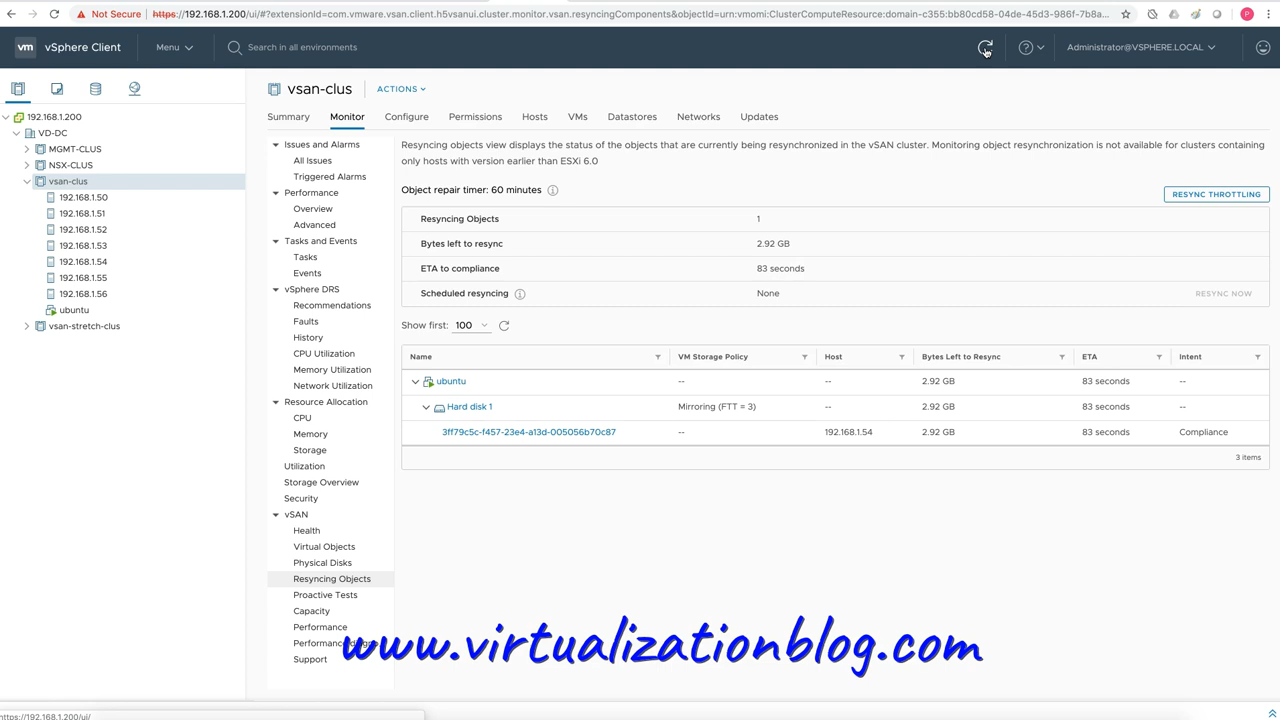 Not Secure https://192.168.1.200/ui/#?extensionId=com.vmware.vsan.client.h5vsanui.cluster.monitor.vsan.resyncingComponents&objectId=urn:vmomi:ClusterComputeResource:domain-c355:bb80cd58-04de-45d3-986f-7b8a... P
vm vSphere Client Menu Search in all environments ? Administrator@VSPHERE.LOCAL
192.168.1.200
VD-DC
MGMT-CLUS
NSX-CLUS
vsan-clus
192.168.1.50
192.168.1.51
192.168.1.52
192.168.1.53
192.168.1.54
192.168.1.55
192.168.1.56
ubuntu
vsan-stretch-clus
vsan-clus ACTIONS
Summary Monitor Configure Permissions Hosts VMs Datastores Networks Updates
Issues and Alarms
All Issues
Triggered Alarms
Performance
Overview
Advanced
Tasks and Events
Tasks
Events
vSphere DRS
Recommendations
Faults
History
CPU Utilization
Memory Utilization
Network Utilization
Resource Allocation
CPU
Memory
Storage
Utilization
Storage Overview
Security
vSAN
Health
Virtual Objects
Physical Disks
Resyncing Objects
Proactive Tests
Capacity
Performance
Support
Resyncing objects view displays the status of the objects that are currently being resynchronized in the vSAN cluster. Monitoring object resynchronization is not available for clusters containing
only hosts with version earlier than ESXi 6.0
Object repair timer: 60 minutes RESYNC THROTTLING
Resyncing Objects 1
Bytes left to resync 2.92 GB
ETA to compliance 83 seconds
Scheduled resyncing None RESYNC NOW
Show first: 100
Name VM Storage Policy Host Bytes Left to Resync ETA Intent
ubuntu -- -- 2.92 GB 83 seconds --
Hard disk 1 Mirroring (FTT = 3) -- 2.92 GB 83 seconds --
3ff79c5c-f457-23e4-a13d-005056b70c87 -- 192.168.1.54 2.92 GB 83 seconds Compliance
3 items
www.virtualizationblog.com
https://192.168.1.200/ui/